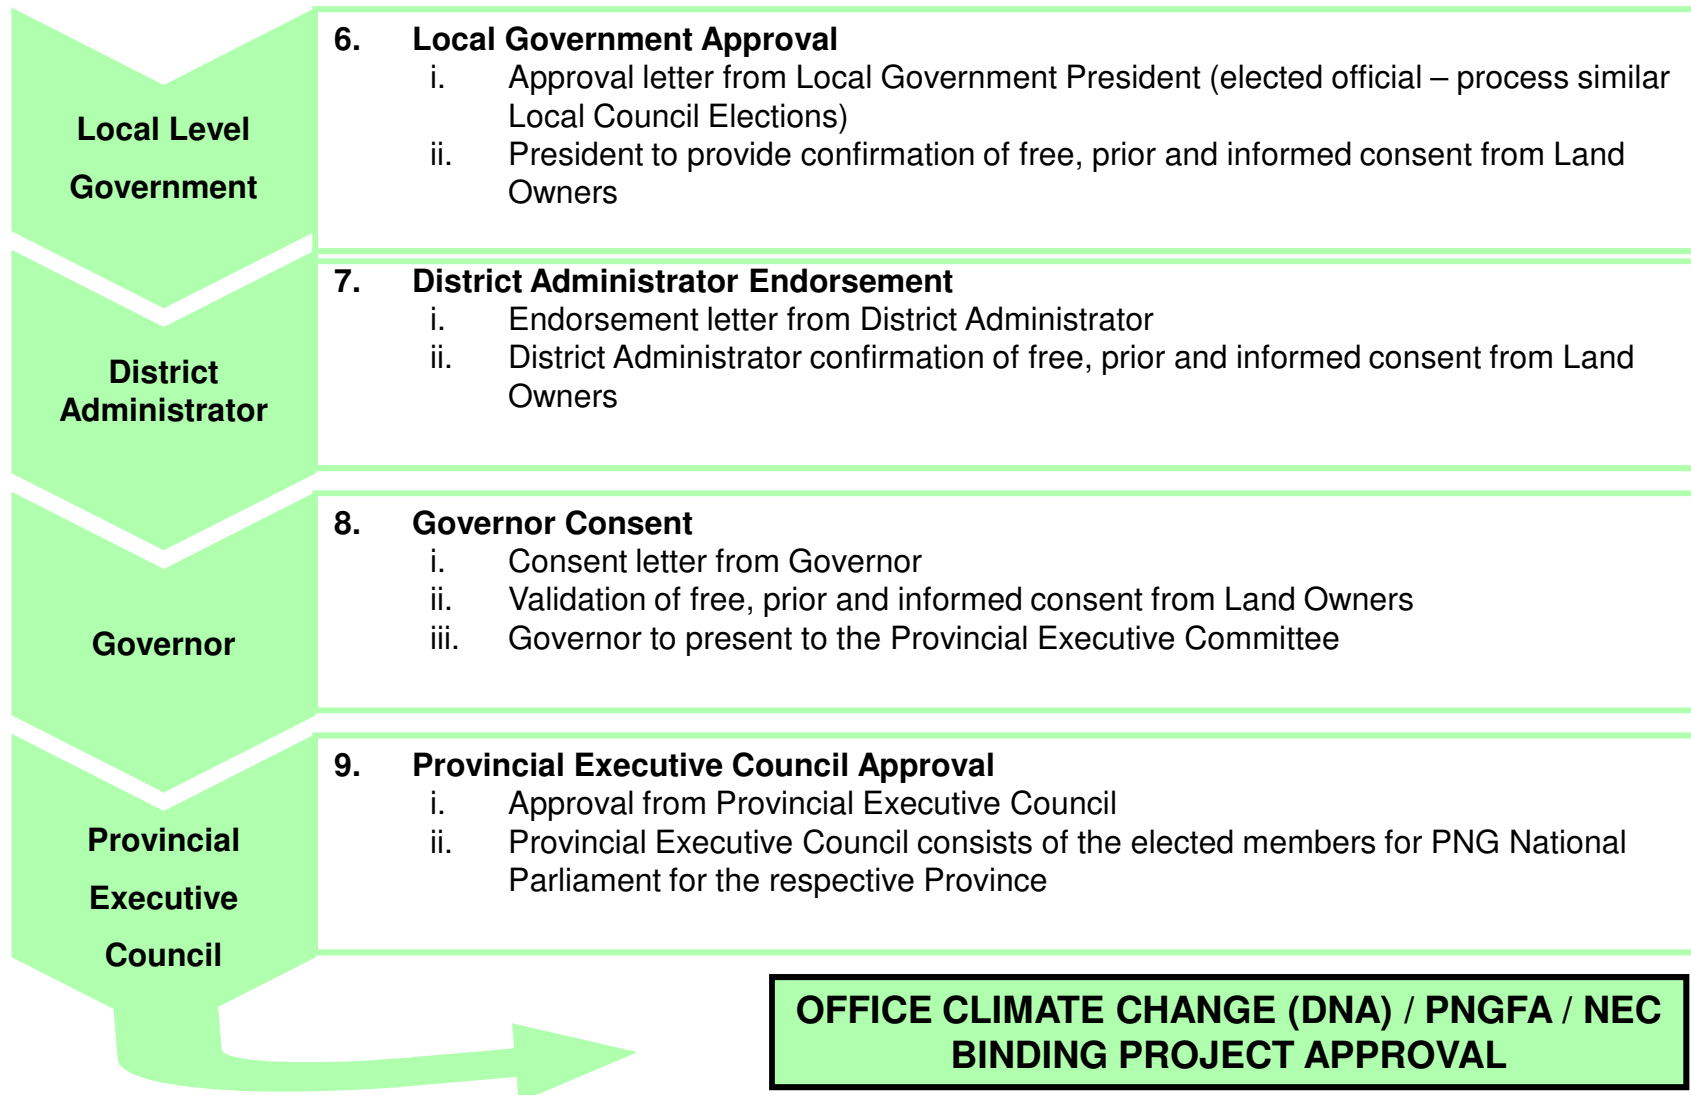 Local Level
Government
6. Local Government Approval
i. Approval letter from Local Government President (elected official – process similar
Local Council Elections)
ii. President to provide confirmation of free, prior and informed consent from Land
Owners
District
Administrator
7. District Administrator Endorsement
i. Endorsement letter from District Administrator
ii. District Administrator confirmation of free, prior and informed consent from Land
Owners
Governor
8. Governor Consent
i. Consent letter from Governor
ii. Validation of free, prior and informed consent from Land Owners
iii. Governor to present to the Provincial Executive Committee
Provincial
Executive
Council
9. Provincial Executive Council Approval
i. Approval from Provincial Executive Council
ii. Provincial Executive Council consists of the elected members for PNG National
Parliament for the respective Province
OFFICE CLIMATE CHANGE (DNA) / PNGFA / NEC
BINDING PROJECT APPROVAL